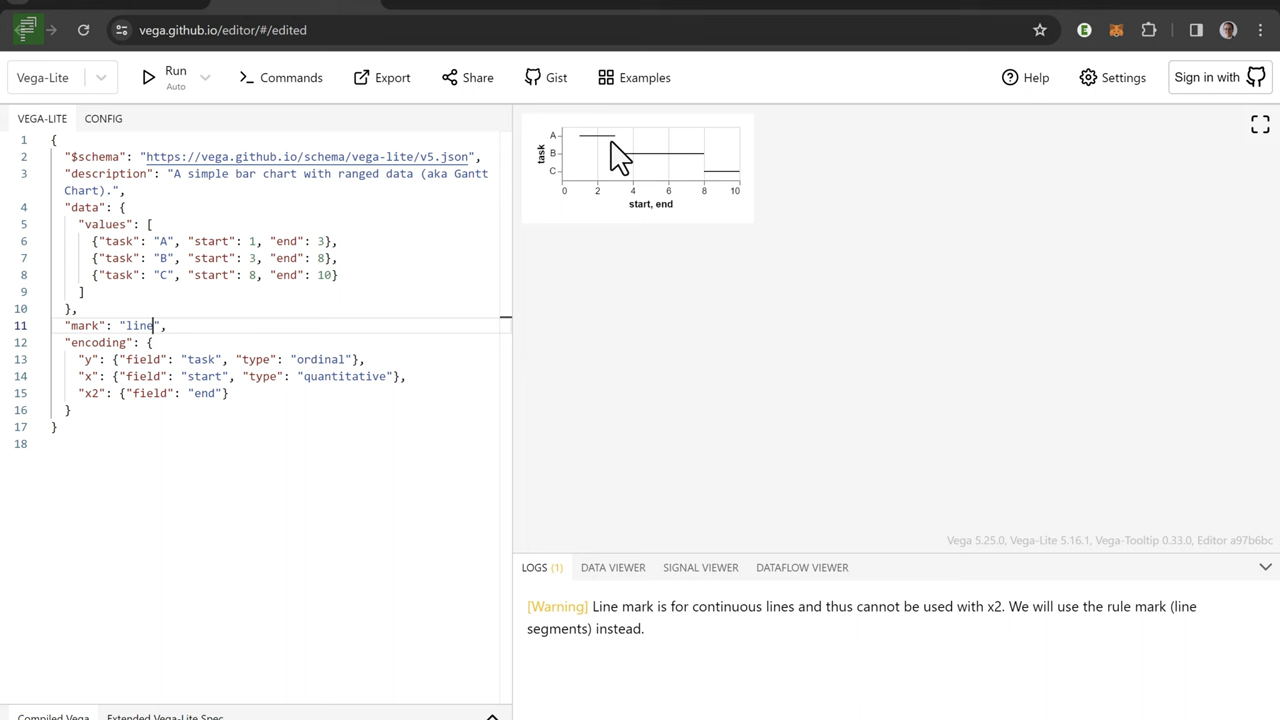 vega.github.io/editor/#/edited
Vega-Lite
Run
Auto
Commands
Export
Share
Gist
Examples
Help
Settings
Sign in with
VEGA-LITE
CONFIG
1 {
2 "$schema": "https://vega.github.io/schema/vega-lite/v5.json",
3 "description": "A simple bar chart with ranged data (aka Gantt
Chart).",
4 "data": {
5 "values": [
6 {"task": "A", "start": 1, "end": 3},
7 {"task": "B", "start": 3, "end": 8},
8 {"task": "C", "start": 8, "end": 10}
9 ]
10 },
11 "mark": "line",
12 "encoding": {
13 "y": {"field": "task", "type": "ordinal"},
14 "x": {"field": "start", "type": "quantitative"},
15 "x2": {"field": "end"}
16 }
17 }
18
Compiled Vega
Extended Vega-Lite Spec
task
A
B
C
0 2 4 6 8 10
start, end
Vega 5.25.0, Vega-Lite 5.16.1, Vega-Tooltip 0.33.0, Editor a97b6bc
LOGS (1)
DATA VIEWER
SIGNAL VIEWER
DATAFLOW VIEWER
[Warning] Line mark is for continuous lines and thus cannot be used with x2. We will use the rule mark (line
segments) instead.